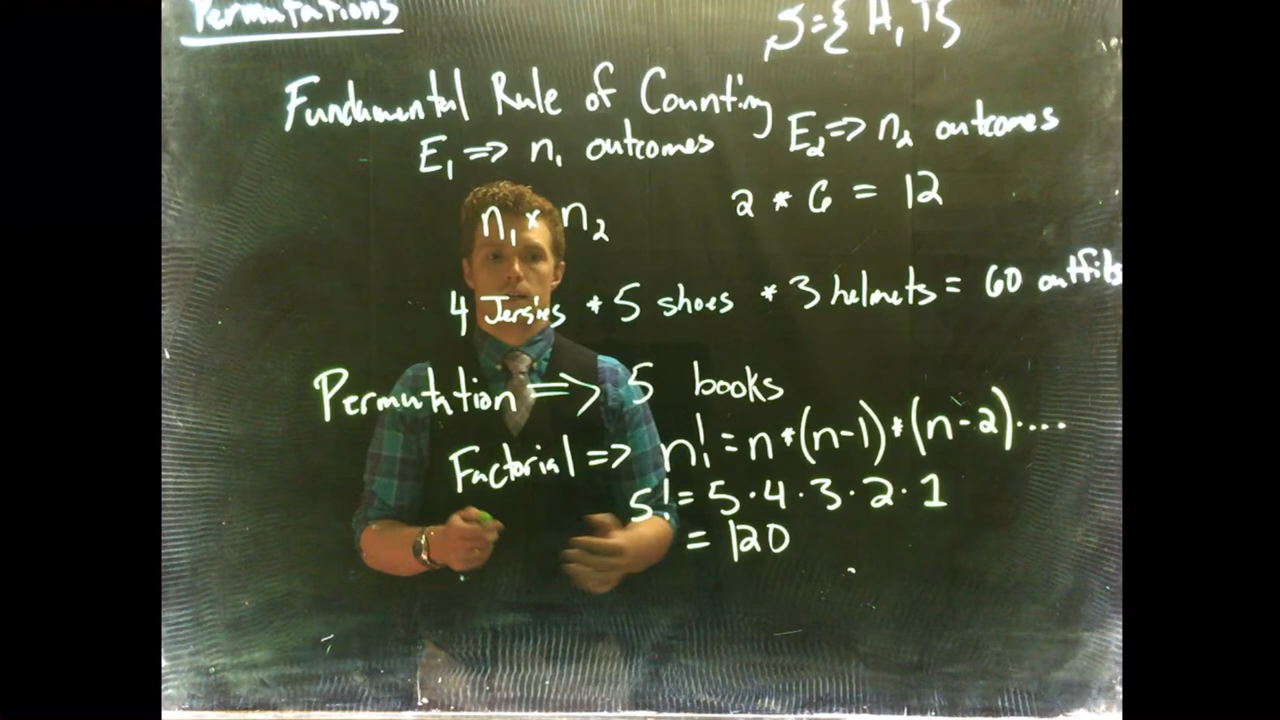 Permutations
S={H,T}
Fundamental Rule of Counting
E₁ => n₁ outcomes E₂ => n₂ outcomes
n₁ × n₂
2 * 6 = 12
4 Jersies * 5 shoes * 3 helmets = 60 outfits
Permutation => 5 books
Factorial => n! = n*(n-1)*(n-2)....
5! = 5·4·3·2·1
= 120